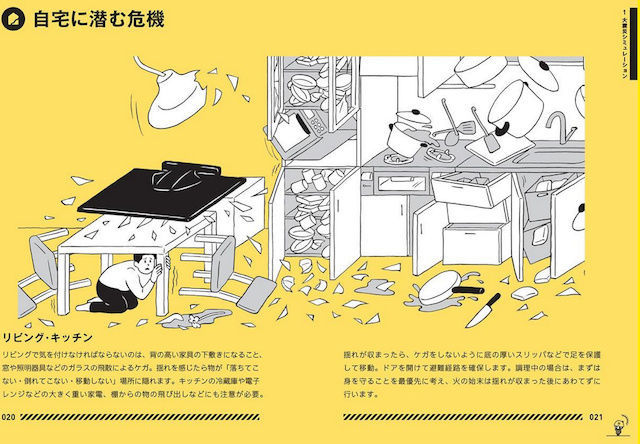 自宅に潜む危機
1 大震災シミュレーション
リビング・キッチン
リビングで気を付けなければならないのは、背の高い家具の下敷きになること、
窓や照明器具などのガラスの飛散によるケガ。揺れを感じたら物が「落ちてこ
ない・倒れてこない・移動しない」場所に隠れます。キッチンの冷蔵庫や電子
レンジなどの大きく重い家電、棚からの物の飛び出しなどにも注意が必要。
揺れが収まったら、ケガをしないように底の厚いスリッパなどで足を保護
して移動。ドアを開けて避難経路を確保します。調理中の場合は、まずは
身を守ることを最優先に考え、火の始末は揺れが収まった後にあわてずに
行います。
020
021